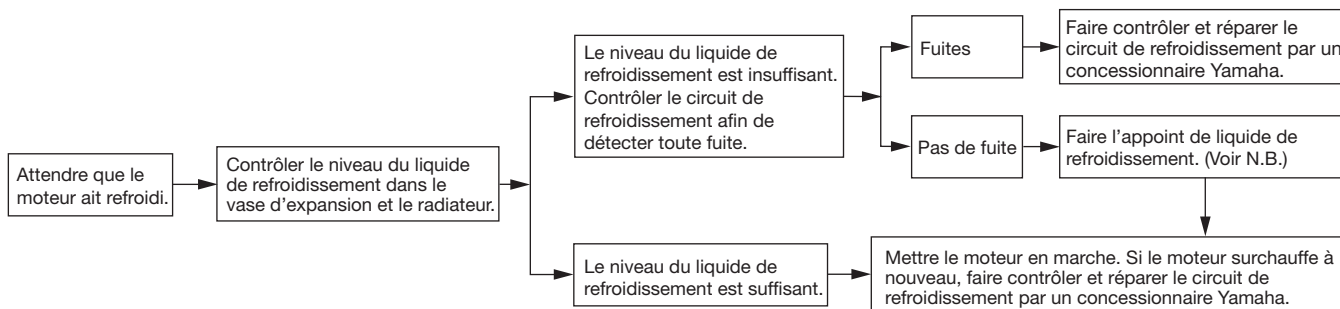 Attendre que le
moteur ait refroidi.
Contrôler le niveau du liquide
de refroidissement dans le
vase d'expansion et le radiateur.
Le niveau du liquide de
refroidissement est insuffisant.
Contrôler le circuit de
refroidissement afin de
détecter toute fuite.
Fuites
Faire contrôler et réparer le
circuit de refroidissement par un
concessionnaire Yamaha.
Pas de fuite
Faire l'appoint de liquide de
refroidissement. (Voir N.B.)
Le niveau du liquide de
refroidissement est suffisant.
Mettre le moteur en marche. Si le moteur surchauffe à
nouveau, faire contrôler et réparer le circuit de
refroidissement par un concessionnaire Yamaha.